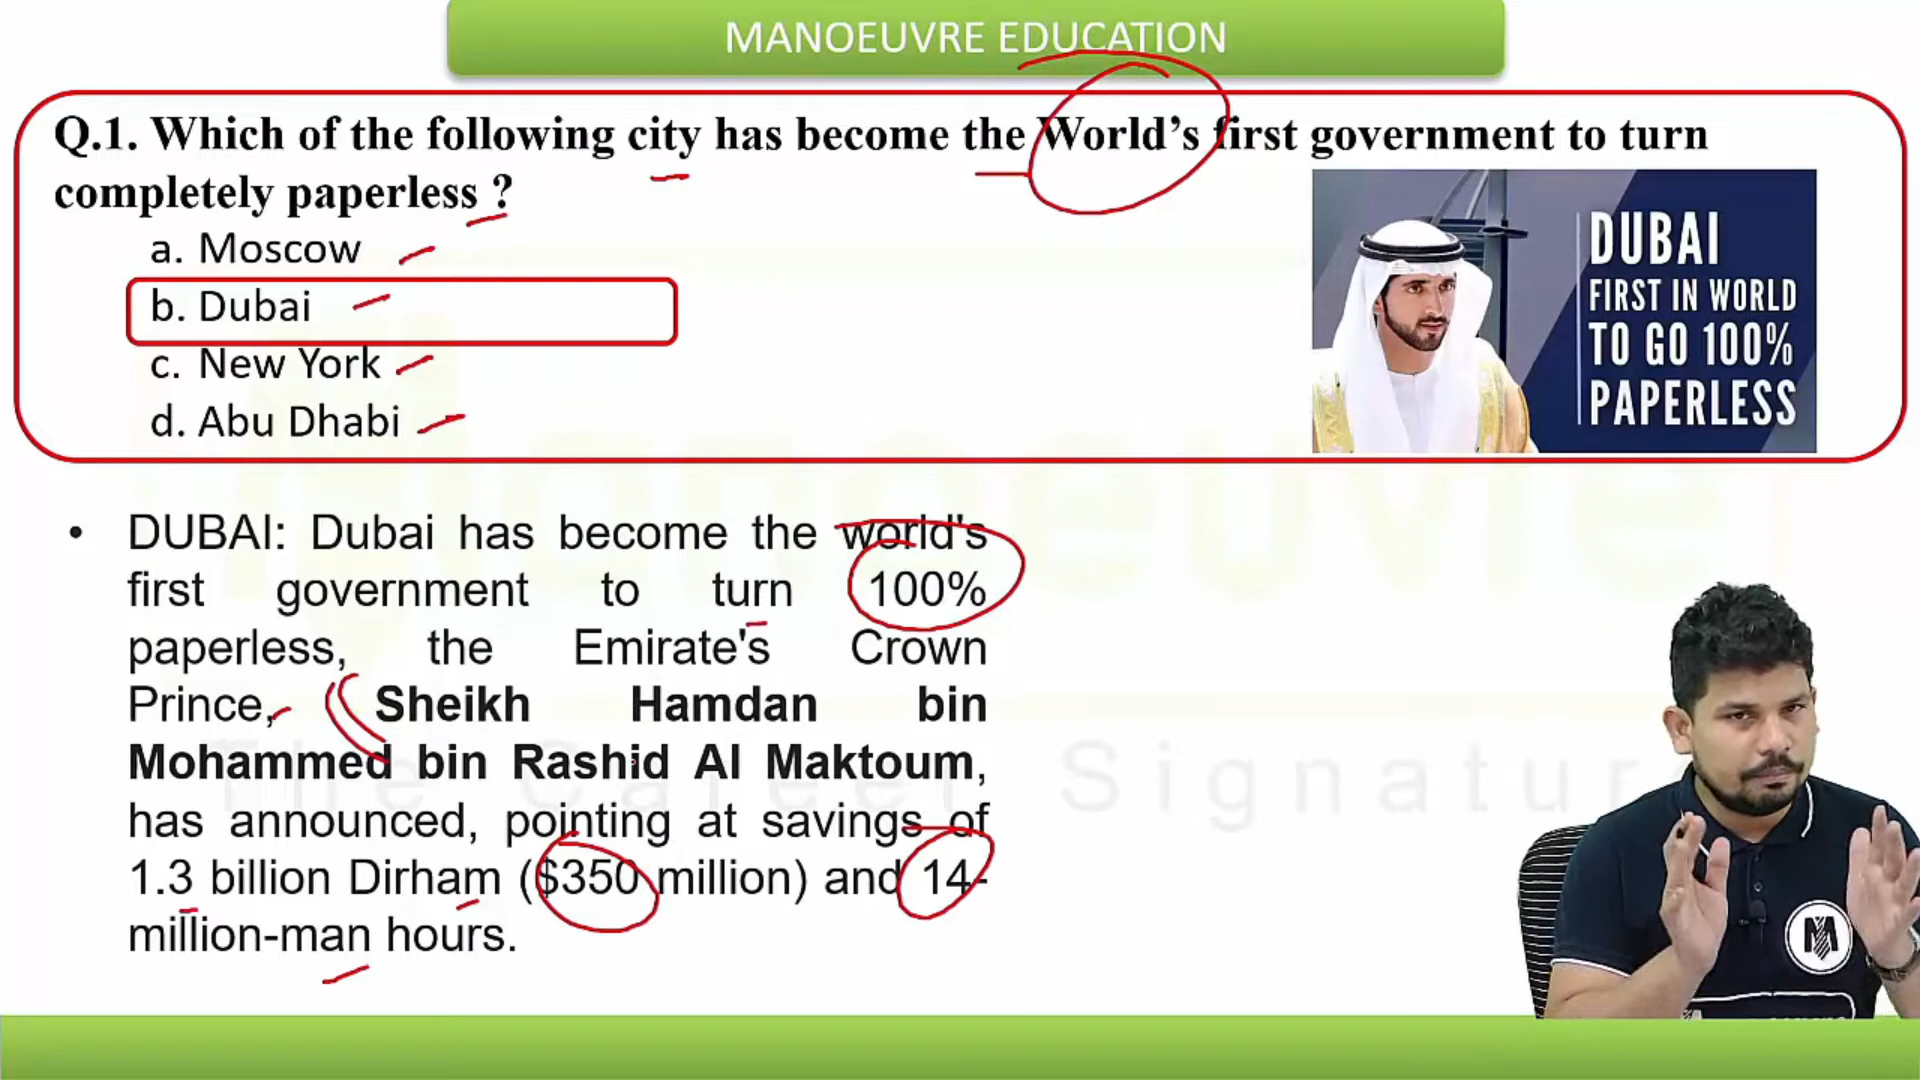 MANOEUVRE EDUCATION
Q.1. Which of the following city has become the World's first government to turn
completely paperless ?
a. Moscow
b. Dubai
c. New York
d. Abu Dhabi
DUBAI
FIRST IN WORLD
TO GO 100%
PAPERLESS
• DUBAI: Dubai has become the world's
first government to turn 100%
paperless, the Emirate's Crown
Prince, Sheikh Hamdan bin
Mohammed bin Rashid Al Maktoum,
has announced, pointing at savings of
1.3 billion Dirham ($350 million) and 14-
million-man hours.
The Career Signature